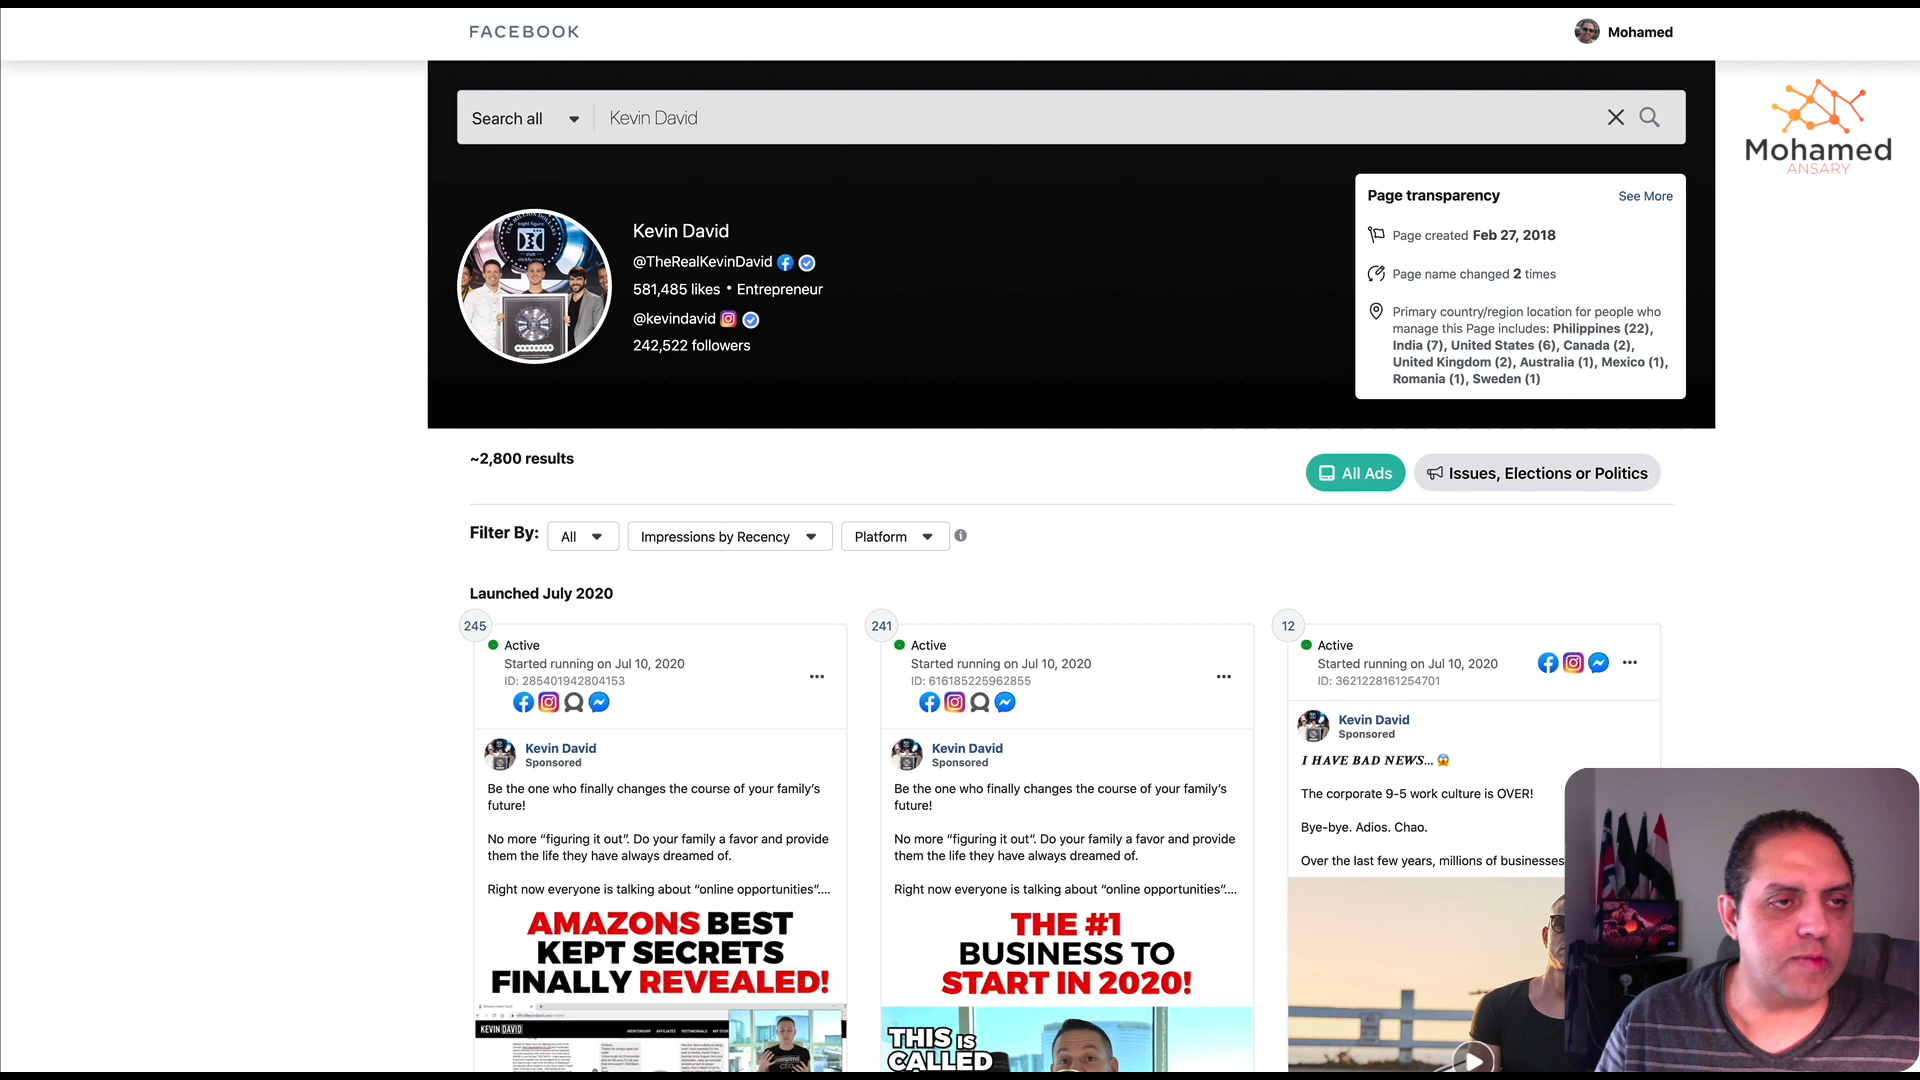 FACEBOOK
Mohamed
Search all
Kevin David
Mohamed
ANSARY
Page transparency
See More
Page created Feb 27, 2018
Page name changed 2 times
Primary country/region location for people who
manage this Page includes: Philippines (22),
India (7), United States (6), Canada (2),
United Kingdom (2), Australia (1), Mexico (1),
Romania (1), Sweden (1)
Kevin David
@TheRealKevinDavid
581,485 likes • Entrepreneur
@kevindavid
242,522 followers
~2,800 results
All Ads
Issues, Elections or Politics
Filter By:
All
Impressions by Recency
Platform
Launched July 2020
245
Active
Started running on Jul 10, 2020
ID: 285401942804153
Kevin David
Sponsored
Be the one who finally changes the course of your family’s
future!
No more “figuring it out”. Do your family a favor and provide
them the life they have always dreamed of.
Right now everyone is talking about “online opportunities”....
AMAZONS BEST
KEPT SECRETS
FINALLY REVEALED!
KEVIN DAVID
241
Active
Started running on Jul 10, 2020
ID: 616185225962855
Kevin David
Sponsored
Be the one who finally changes the course of your family’s
future!
No more “figuring it out”. Do your family a favor and provide
them the life they have always dreamed of.
Right now everyone is talking about “online opportunities”....
THE #1
BUSINESS TO
START IN 2020!
THIS IS
CALLED
12
Active
Started running on Jul 10, 2020
ID: 3621228161254701
Kevin David
Sponsored
I HAVE BAD NEWS... 😱
The corporate 9-5 work culture is OVER!
Bye-bye. Adios. Chao.
Over the last few years, millions of businesses